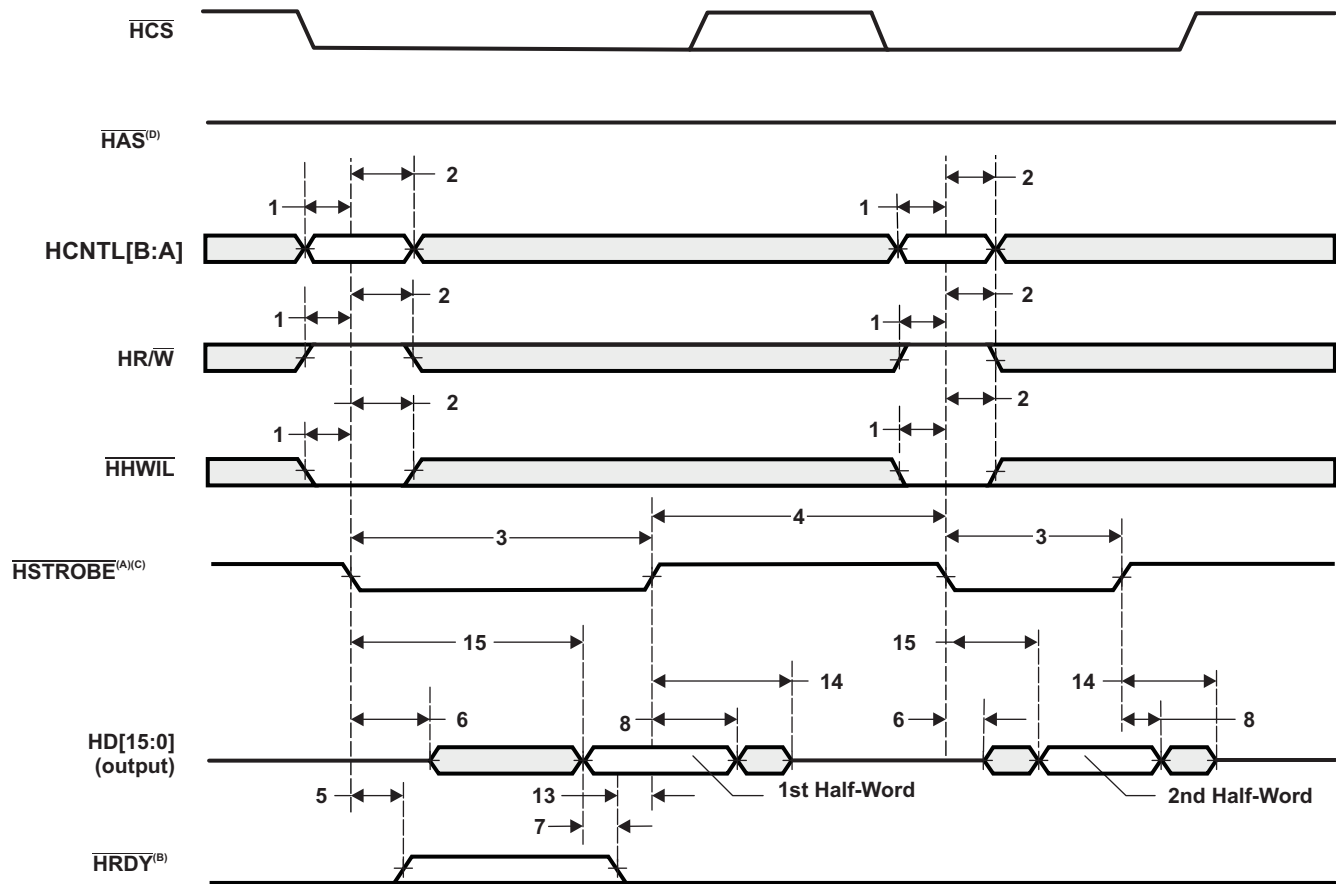 HCS
HAS(D)
2
2
1
1
HCNTL[B:A]
2
2
1
1
HR/W
2
2
1
1
HHWIL
4
3
3
HSTROBE(A)(C)
15
15
14
14
6
8
6
8
HD[15:0]
(output)
1st Half-Word
2nd Half-Word
5
13
7
HRDY(B)